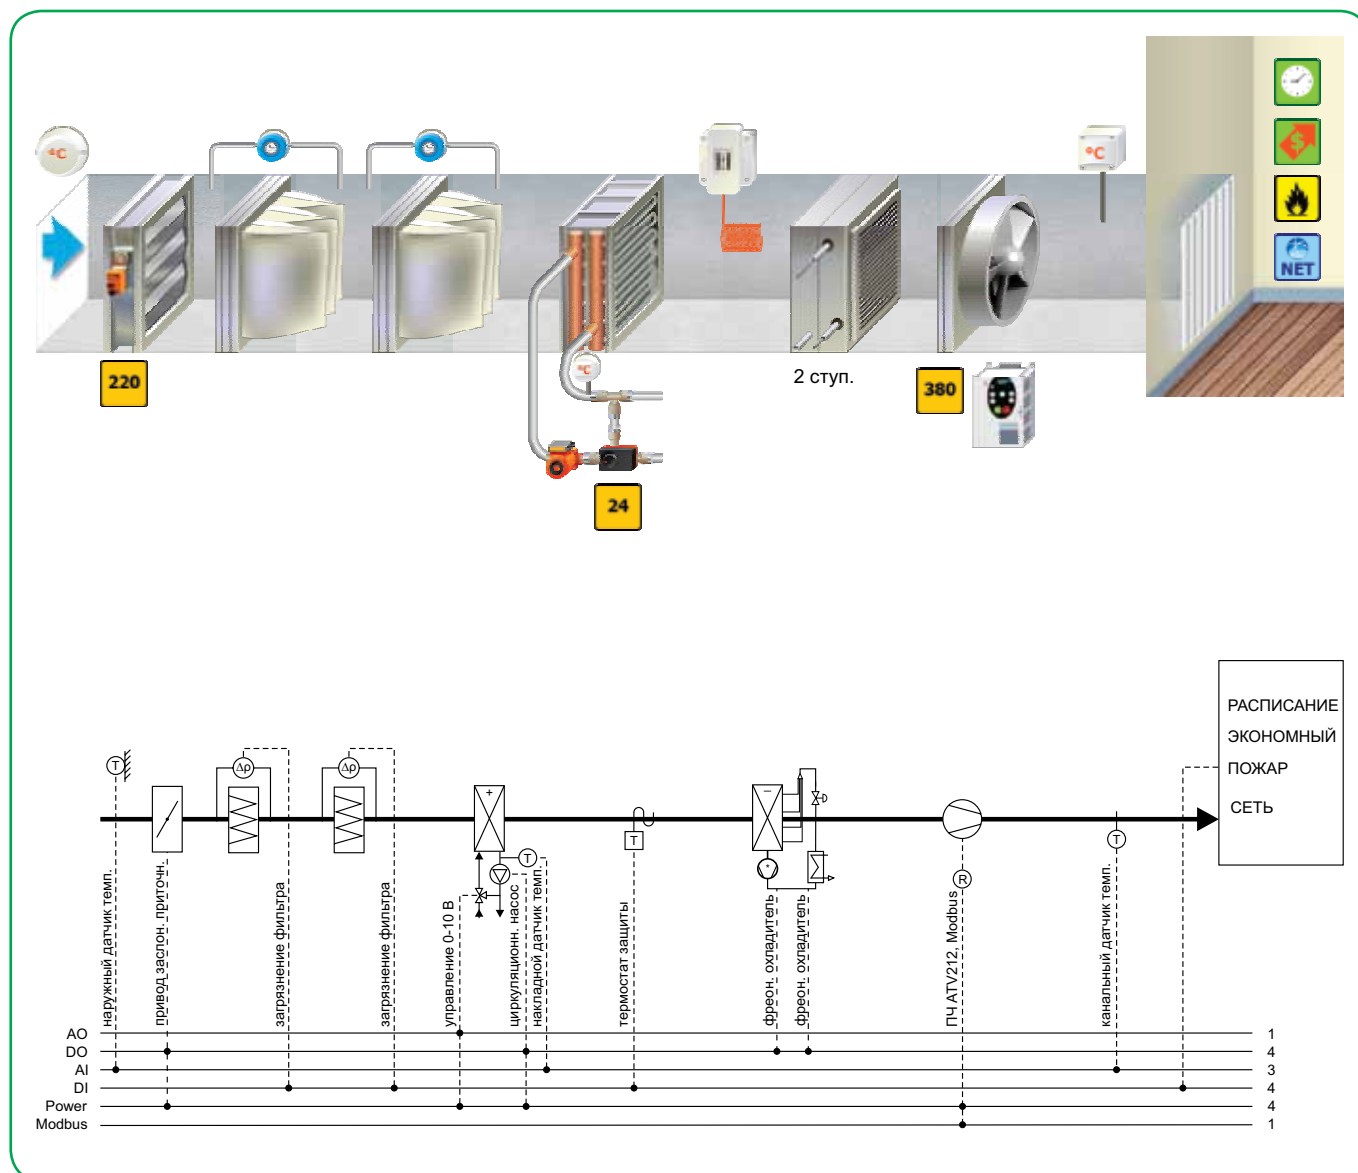 °C
$
NET
°C
°C
220
2 ступ.
380
24
РАСПИСАНИЕ
ЭКОНОМНЫЙ
ПОЖАР
СЕТЬ
T
Δp
Δp
+
−
T
T
T
R
наружный датчик темп.
привод заслон. приточн.
загрязнение фильтра
загрязнение фильтра
управление 0-10 В
циркуляционн. насос
накладной датчик темп.
термостат защиты
фреон. охладитель
фреон. охладитель
ПЧ ATV212, Modbus
канальный датчик темп.
AO 1
DO 4
AI 3
DI 4
Power 4
Modbus 1